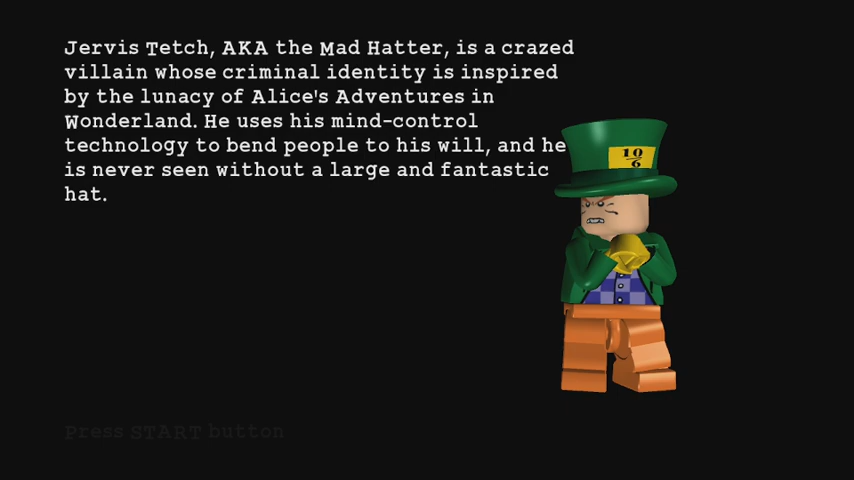 Jervis Tetch, AKA the Mad Hatter, is a crazed
villain whose criminal identity is inspired
by the lunacy of Alice's Adventures in
Wonderland. He uses his mind-control
technology to bend people to his will, and he
is never seen without a large and fantastic
hat.
10
6
Press START button